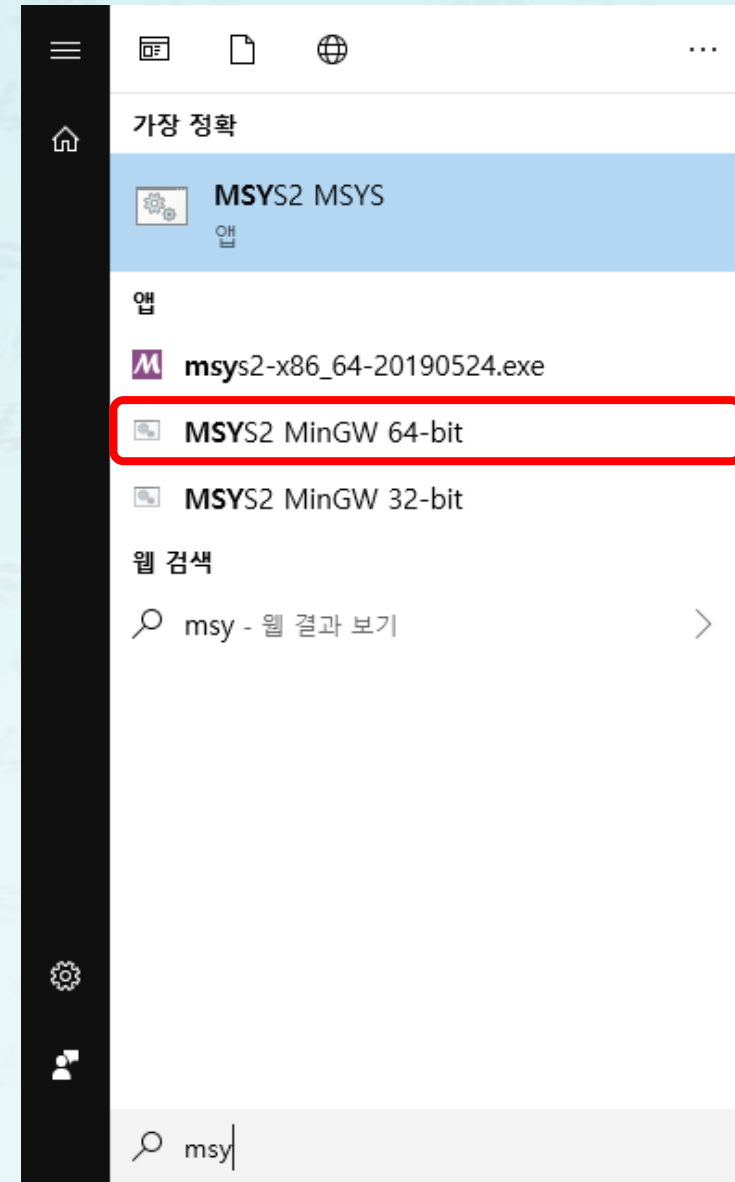 가장 정확
MSYS2 MSYS
앱
앱
msys2-x86_64-20190524.exe
MSYS2 MinGW 64-bit
MSYS2 MinGW 32-bit
웹 검색
msy - 웹 결과 보기
msy